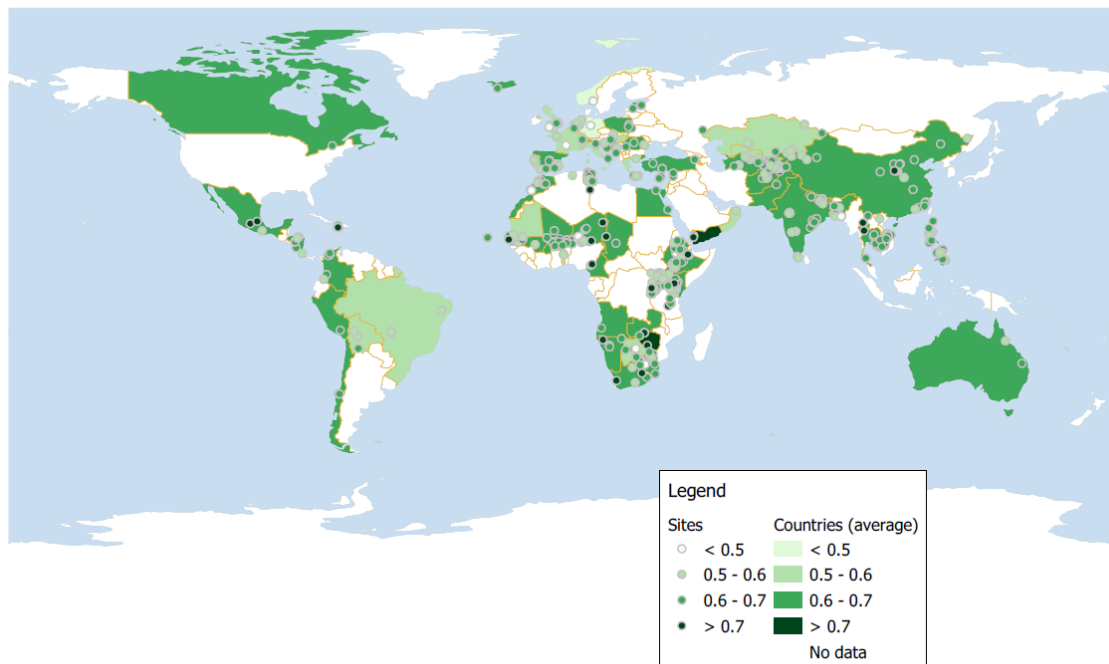 Legend
Sites Countries (average)
< 0.5 < 0.5
0.5 - 0.6 0.5 - 0.6
0.6 - 0.7 0.6 - 0.7
> 0.7 > 0.7
No data